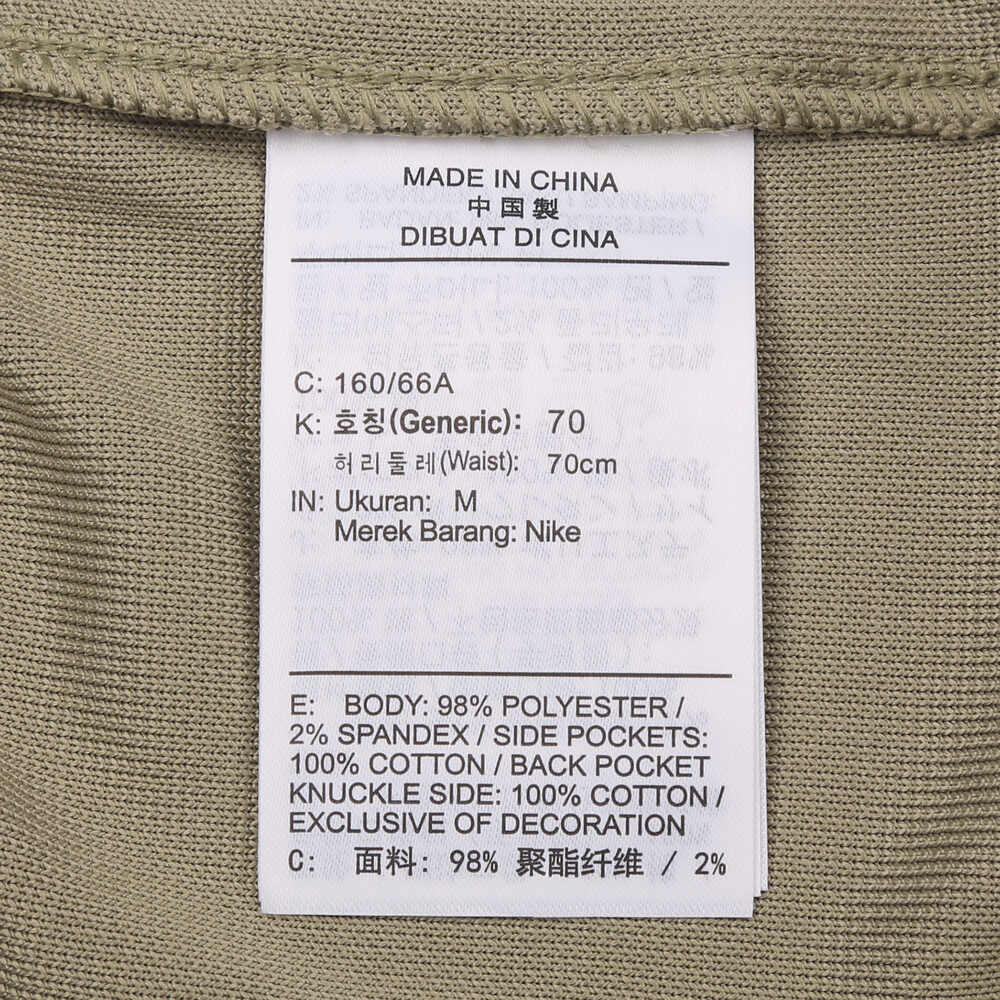 MADE IN CHINA
中国製
DIBUAT DI CINA
C: 160/66A
K: 호칭(Generic): 70
허리둘레(Waist): 70cm
IN: Ukuran: M
Merek Barang: Nike
E: BODY: 98% POLYESTER /
2% SPANDEX / SIDE POCKETS:
100% COTTON / BACK POCKET
KNUCKLE SIDE: 100% COTTON /
EXCLUSIVE OF DECORATION
C: 面料: 98% 聚酯纤维 / 2%